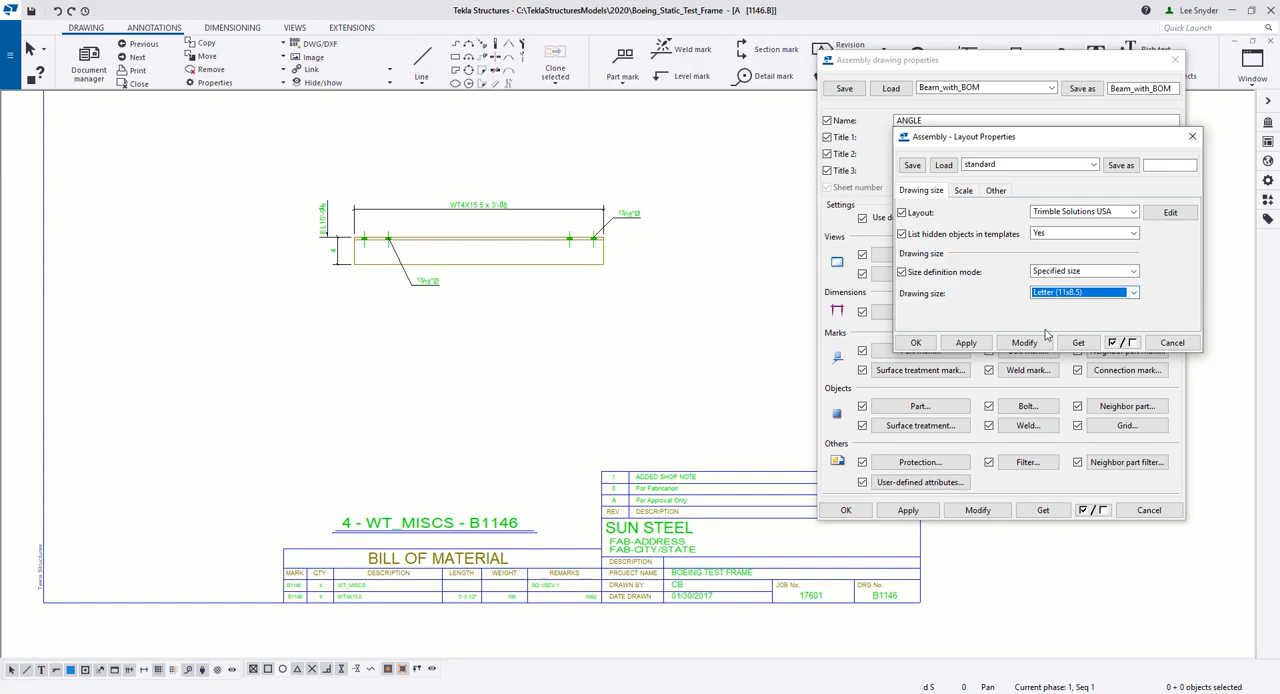 Tekla Structures - C:\TeklaStructuresModels\2020\Boeing_Static_Test_Frame - [A [1146.B]]
Lee Snyder
DRAWING ANNOTATIONS DIMENSIONING VIEWS EXTENSIONS
Quick Launch
Document manager
Previous
Next
Print
Close
Copy
Move
Remove
Properties
DWG/DXF
Image
Link
Hide/show
Line
Clone selected
Part mark
Weld mark
Level mark
Section mark
Detail mark
Revision
Window
Assembly drawing properties
Save Load Beam_with_BOM Save as Beam_with_BOM
Name: ANGLE
Title 1:
Title 2:
Title 3:
Sheet number
Settings
Views
Dimensions
Marks
Surface treatment mark... Weld mark... Connection mark...
Objects
Part... Bolt... Neighbor part...
Surface treatment... Weld... Grid...
Others
Protection... Filter... Neighbor part filter...
User-defined attributes...
OK Apply Modify Get Cancel
Assembly - Layout Properties
Save Load standard Save as
Drawing size Scale Other
Layout: Trimble Solutions USA Edit
List hidden objects in templates Yes
Drawing size
Size definition mode: Specified size
Drawing size: Letter (11x8.5)
OK Apply Modify Get Cancel
4
4 - WT_MISCS - B1146
1 ADDED SHOP NOTE
0 For Fabrication
A For Approval Only
REV DESCRIPTION
SUN STEEL
FAB-ADDRESS
FAB-CITY/STATE
DESCRIPTION
PROJECT NAME BOEING TEST FRAME
DRAWN BY CB JOB No. DRG No.
DATE DRAWN 01/30/2017 17601 B1146
BILL OF MATERIAL
MARK QTY DESCRIPTION LENGTH WEIGHT REMARKS
B1146 4 WT_MISCS
B1146 4 WT4X15.5
Tekla Structures
d S 0 Pan Current phase: 1, Seq 1 0 + 0 objects selected